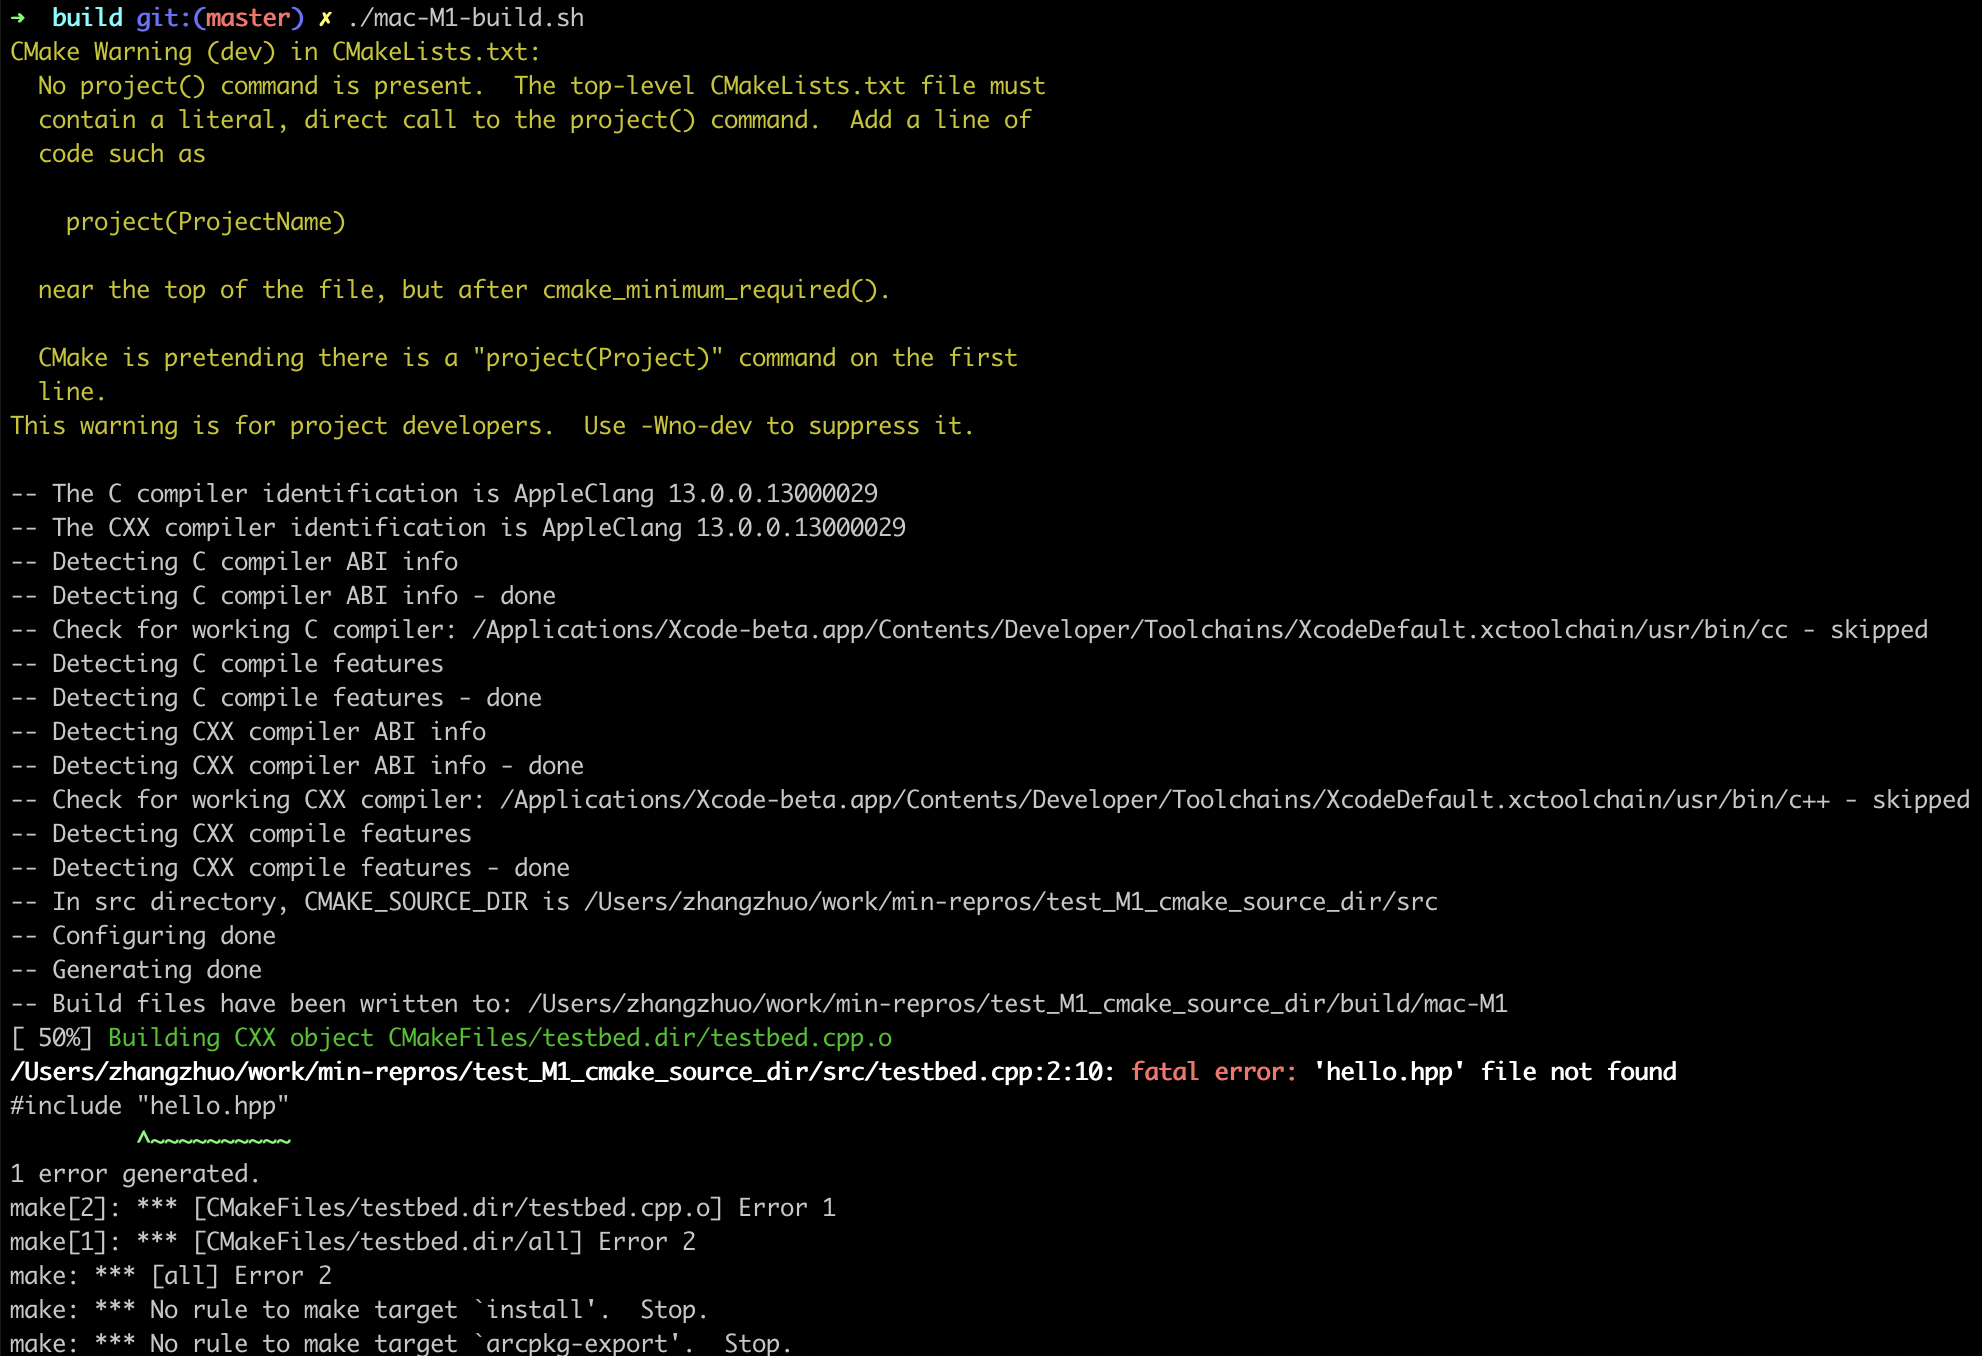 ➜  build git:(master) ✗ ./mac-M1-build.sh
CMake Warning (dev) in CMakeLists.txt:
  No project() command is present.  The top-level CMakeLists.txt file must
  contain a literal, direct call to the project() command.  Add a line of
  code such as

    project(ProjectName)

  near the top of the file, but after cmake_minimum_required().

  CMake is pretending there is a "project(Project)" command on the first
  line.
This warning is for project developers.  Use -Wno-dev to suppress it.

-- The C compiler identification is AppleClang 13.0.0.13000029
-- The CXX compiler identification is AppleClang 13.0.0.13000029
-- Detecting C compiler ABI info
-- Detecting C compiler ABI info - done
-- Check for working C compiler: /Applications/Xcode-beta.app/Contents/Developer/Toolchains/XcodeDefault.xctoolchain/usr/bin/cc - skipped
-- Detecting C compile features
-- Detecting C compile features - done
-- Detecting CXX compiler ABI info
-- Detecting CXX compiler ABI info - done
-- Check for working CXX compiler: /Applications/Xcode-beta.app/Contents/Developer/Toolchains/XcodeDefault.xctoolchain/usr/bin/c++ - skipped
-- Detecting CXX compile features
-- Detecting CXX compile features - done
-- In src directory, CMAKE_SOURCE_DIR is /Users/zhangzhuo/work/min-repros/test_M1_cmake_source_dir/src
-- Configuring done
-- Generating done
-- Build files have been written to: /Users/zhangzhuo/work/min-repros/test_M1_cmake_source_dir/build/mac-M1
[ 50%] Building CXX object CMakeFiles/testbed.dir/testbed.cpp.o
/Users/zhangzhuo/work/min-repros/test_M1_cmake_source_dir/src/testbed.cpp:2:10: fatal error: 'hello.hpp' file not found
#include "hello.hpp"
         ^~~~~~~~~~~
1 error generated.
make[2]: *** [CMakeFiles/testbed.dir/testbed.cpp.o] Error 1
make[1]: *** [CMakeFiles/testbed.dir/all] Error 2
make: *** [all] Error 2
make: *** No rule to make target `install'.  Stop.
make: *** No rule to make target `arcpkg-export'.  Stop.